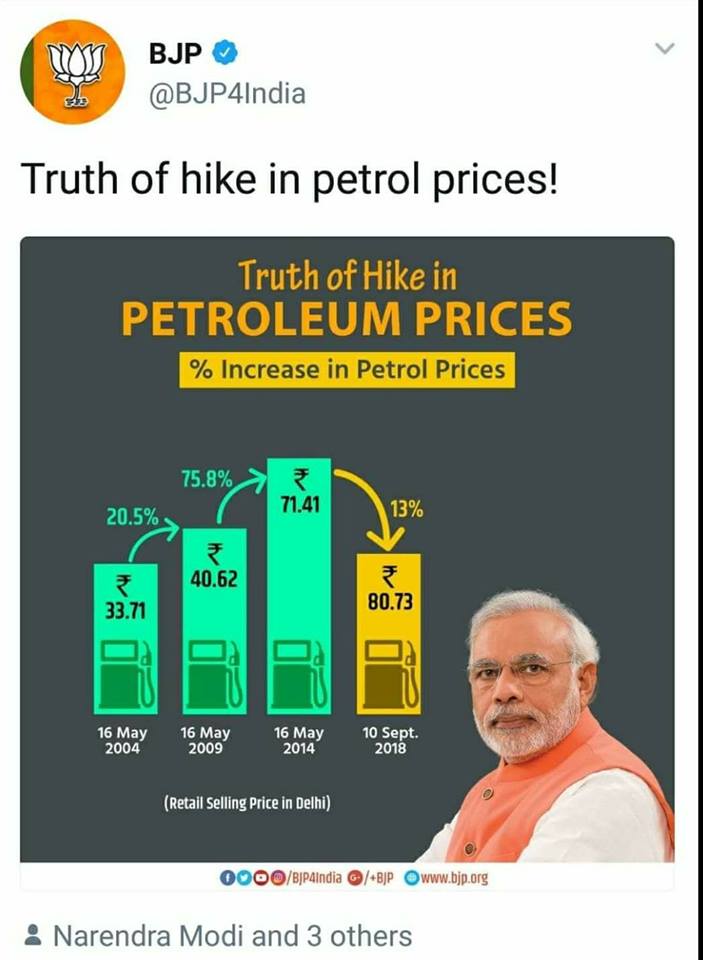 BJP
@BJP4India
Truth of hike in petrol prices!
Truth of Hike in
PETROLEUM PRICES
% Increase in Petrol Prices
20.5%
75.8%
13%
₹
33.71
₹
40.62
₹
71.41
₹
80.73
16 May
2004
16 May
2009
16 May
2014
10 Sept.
2018
(Retail Selling Price in Delhi)
/BJP4India /+BJP www.bjp.org
Narendra Modi and 3 others